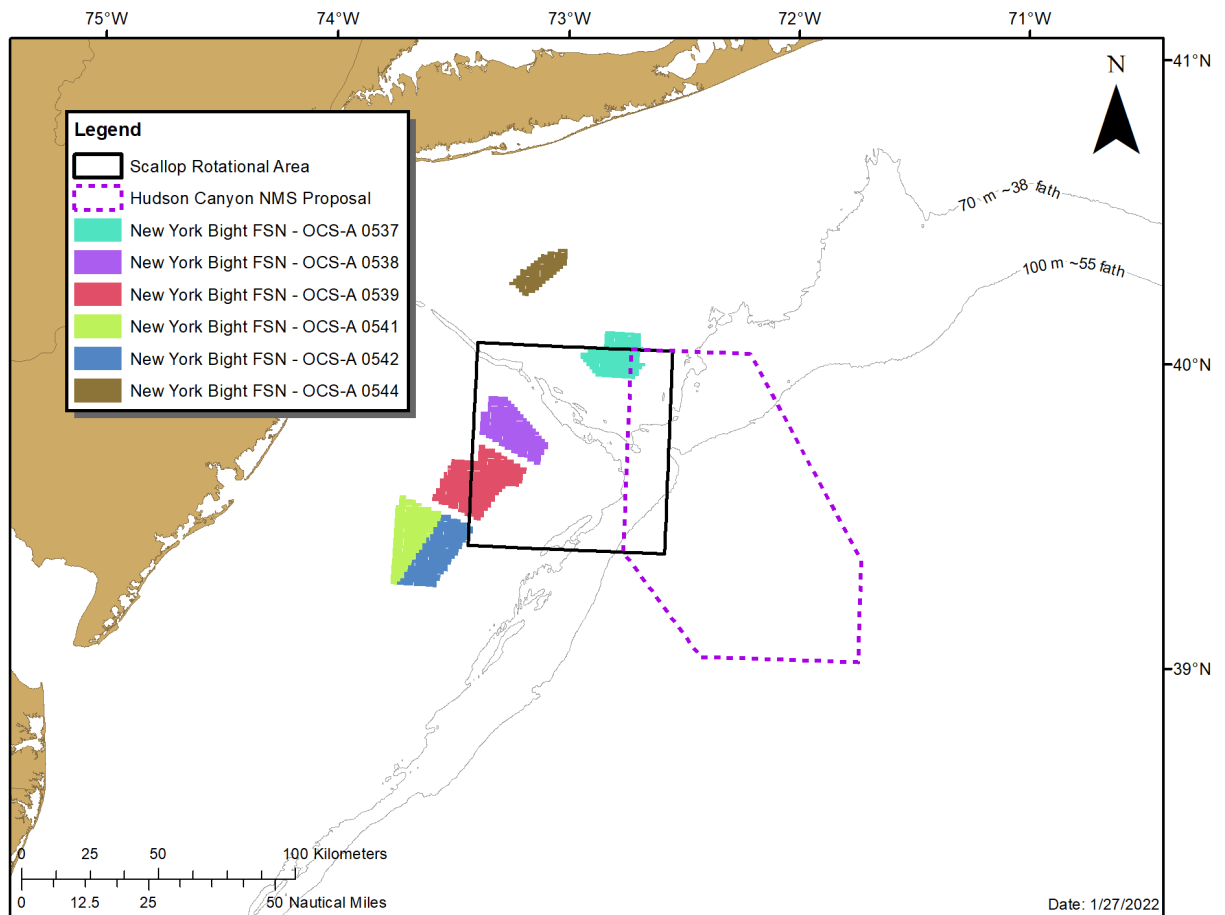 75°W 74°W 73°W 72°W 71°W
41°N
N
Legend
Scallop Rotational Area
Hudson Canyon NMS Proposal
New York Bight FSN - OCS-A 0537
New York Bight FSN - OCS-A 0538
New York Bight FSN - OCS-A 0539
New York Bight FSN - OCS-A 0541
New York Bight FSN - OCS-A 0542
New York Bight FSN - OCS-A 0544
70 m ~38 fath
100 m ~55 fath
40°N
39°N
0 25 50 100 Kilometers
0 12.5 25 50 Nautical Miles
Date: 1/27/2022